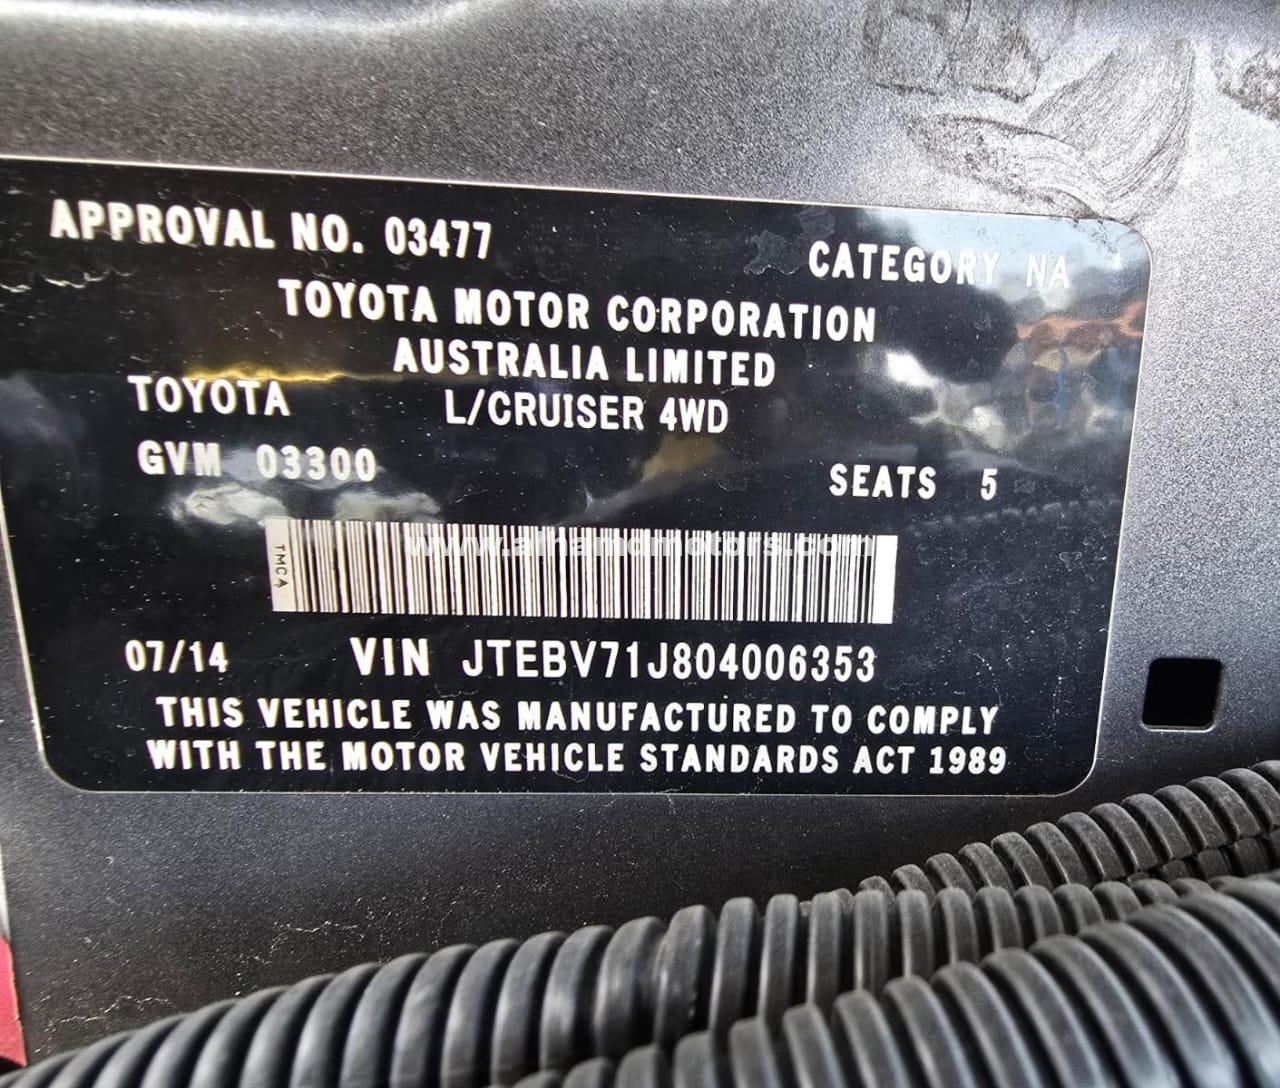 APPROVAL NO. 03477
CATEGORY NA
TOYOTA MOTOR CORPORATION
AUSTRALIA LIMITED
TOYOTA L/CRUISER 4WD
GVM 03300 SEATS 5
TMCA
www.alhamdmotors.com
07/14 VIN JTEBV71J804006353
THIS VEHICLE WAS MANUFACTURED TO COMPLY
WITH THE MOTOR VEHICLE STANDARDS ACT 1989